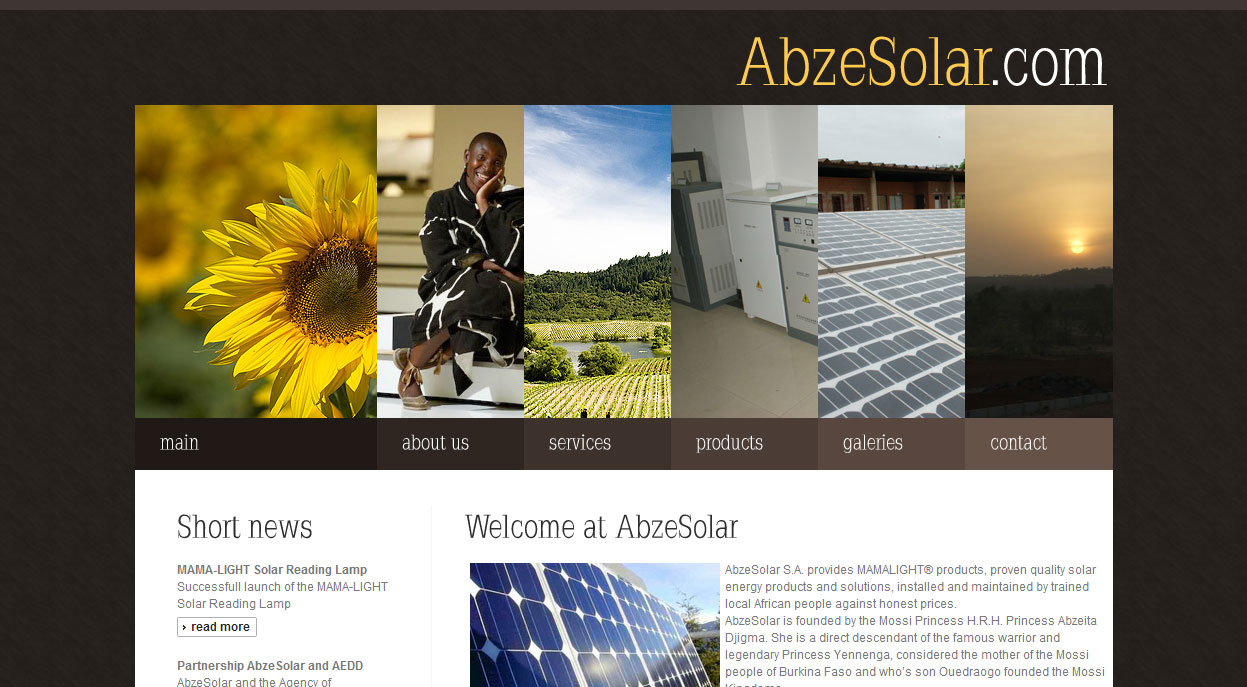 AbzeSolar.com
main
about us
services
products
galeries
contact
Short news
MAMA-LIGHT Solar Reading Lamp
Successfull launch of the MAMA-LIGHT
Solar Reading Lamp
read more
Partnership AbzeSolar and AEDD
AbzeSolar and the Agency of
Welcome at AbzeSolar
AbzeSolar S.A. provides MAMALIGHT® products, proven quality solar
energy products and solutions, installed and maintained by trained
local African people against honest prices.
AbzeSolar is founded by the Mossi Princess H.R.H. Princess Abzeita
Djigma. She is a direct descendant of the famous warrior and
legendary Princess Yennenga, considered the mother of the Mossi
people of Burkina Faso and who's son Ouedraogo founded the Mossi